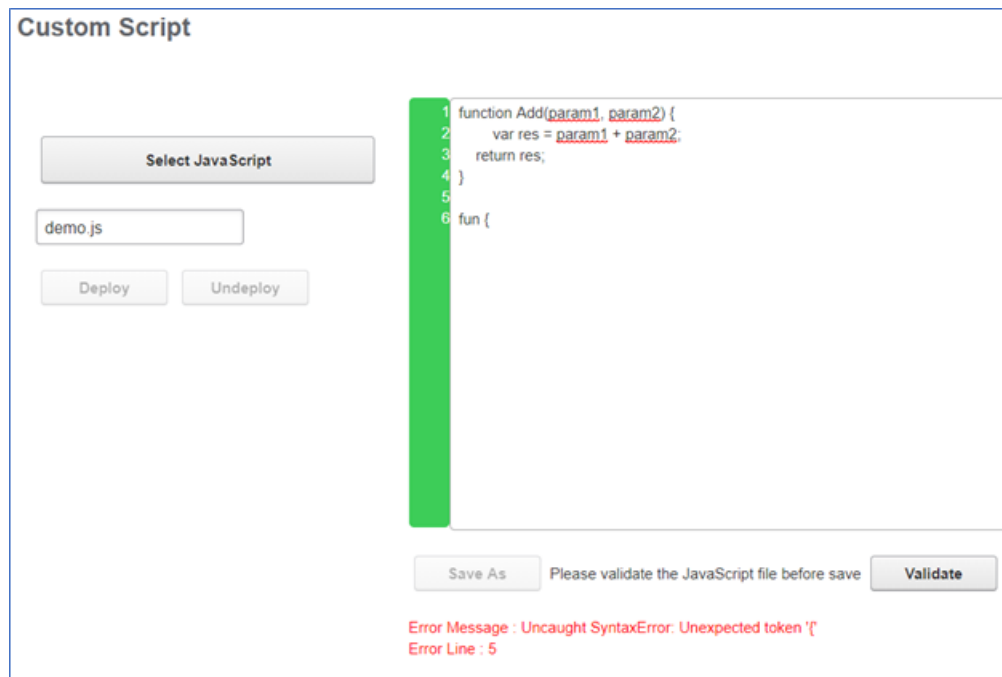 Custom Script
Select JavaScript
demo.js
Deploy Undeploy
1 function Add(param1, param2) {
2 var res = param1 + param2;
3 return res;
4 }
5
6 fun {
Save As Please validate the JavaScript file before save Validate
Error Message : Uncaught SyntaxError: Unexpected token '{'
Error Line : 5